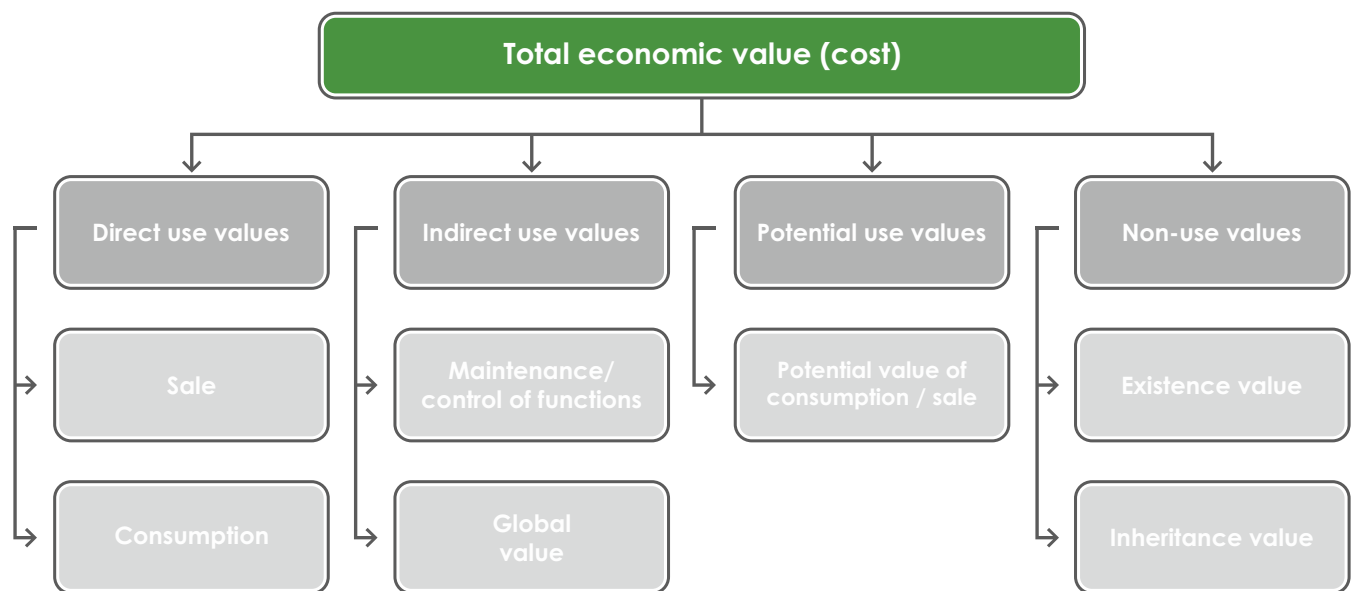 Total economic value (cost)
Direct use values
Indirect use values
Potential use values
Non-use values
Sale
Maintenance/
control of functions
Potential value of
consumption / sale
Existence value
Consumption
Global
value
Inheritance value